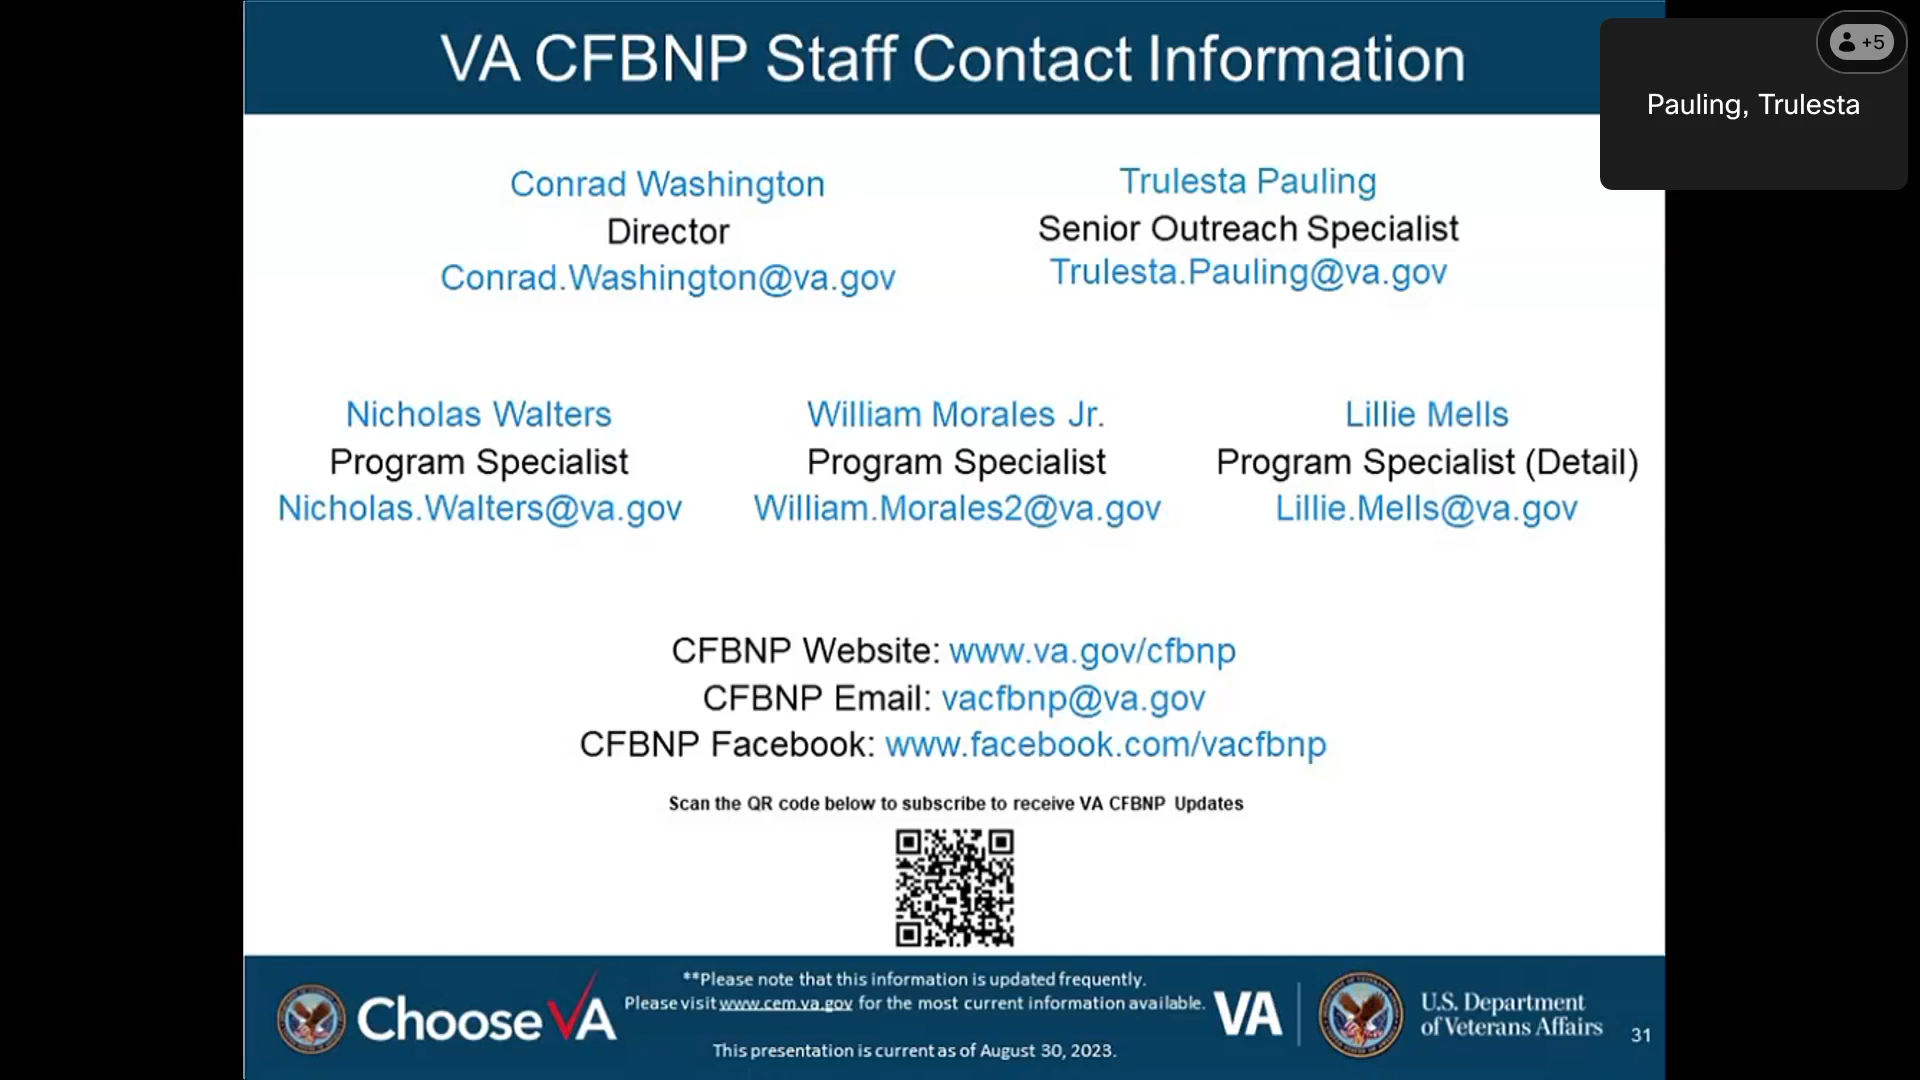 VA CFBNP Staff Contact Information
+5
Pauling, Trulesta
Conrad Washington
Director
Conrad.Washington@va.gov
Trulesta Pauling
Senior Outreach Specialist
Trulesta.Pauling@va.gov
Nicholas Walters
Program Specialist
Nicholas.Walters@va.gov
William Morales Jr.
Program Specialist
William.Morales2@va.gov
Lillie Mells
Program Specialist (Detail)
Lillie.Mells@va.gov
CFBNP Website: www.va.gov/cfbnp
CFBNP Email: vacfbnp@va.gov
CFBNP Facebook: www.facebook.com/vacfbnp
Scan the QR code below to subscribe to receive VA CFBNP Updates
Choose VA
**Please note that this information is updated frequently.
Please visit www.cem.va.gov for the most current information available.
This presentation is current as of August 30, 2023.
VA
U.S. Department
of Veterans Affairs
31